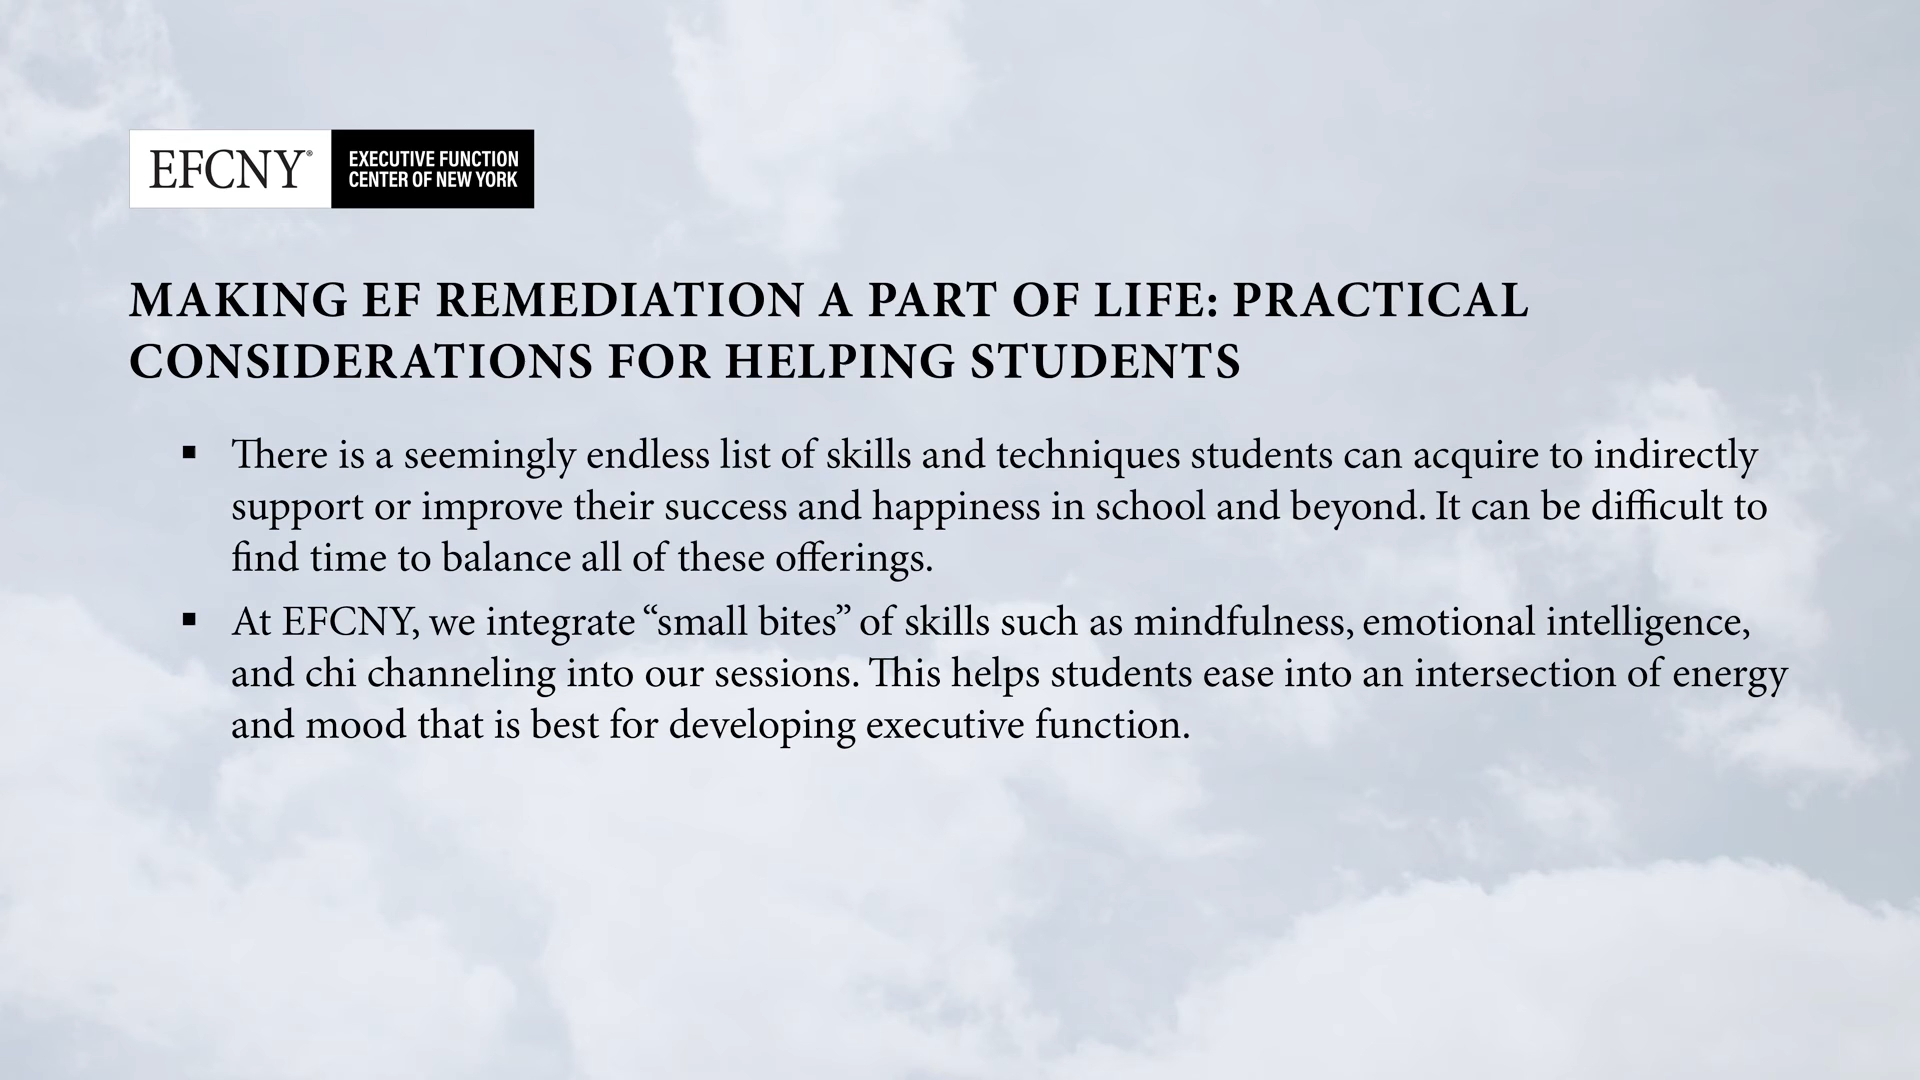 EFCNY®
EXECUTIVE FUNCTION
CENTER OF NEW YORK
MAKING EF REMEDIATION A PART OF LIFE: PRACTICAL
CONSIDERATIONS FOR HELPING STUDENTS
▪ There is a seemingly endless list of skills and techniques students can acquire to indirectly
support or improve their success and happiness in school and beyond. It can be difficult to
find time to balance all of these offerings.
▪ At EFCNY, we integrate “small bites” of skills such as mindfulness, emotional intelligence,
and chi channeling into our sessions. This helps students ease into an intersection of energy
and mood that is best for developing executive function.